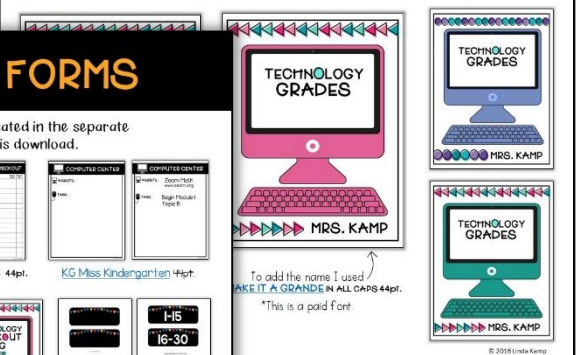 FORMS
ated in the separate
is download.
HECKOUT
COMPUTER CENTER
COMPUTER CENTER
WEBSITE:
TASK:
WEBSITE: Zearn Math
www.zearn.org
TASK: Begin Module 1
Topic B
44pt.
KG Miss Kindergarten 44pt.
1-15
16-30
TECHNOLOGY
GRADES
MRS. KAMP
To add the name I used
MAKE IT A GRANDE IN ALL CAPS 44pt.
*This is a paid font.
TECHNOLOGY
GRADES
MRS. KAMP
TECHNOLOGY
GRADES
MRS. KAMP
© 2016 Linda Kamp